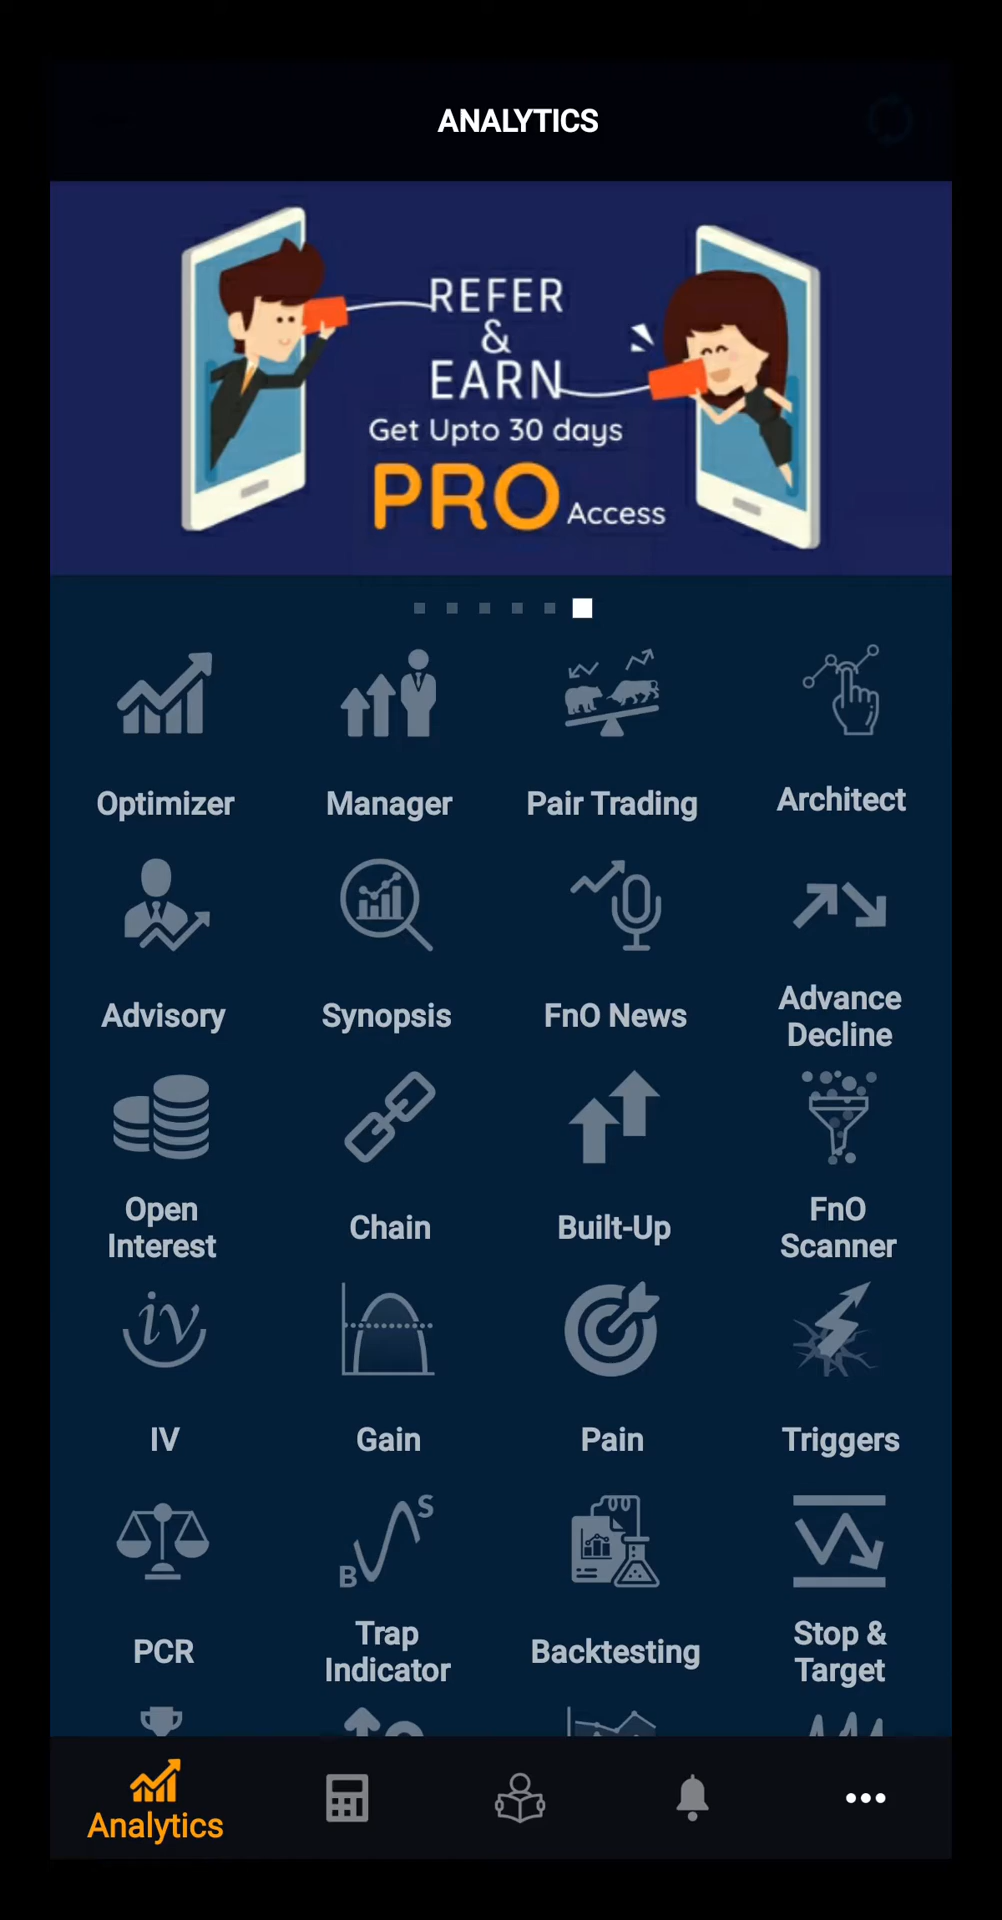 ANALYTICS
REFER
&
EARN
Get Upto 30 days
PRO Access
Optimizer
Manager
Pair Trading
Architect
Advisory
Synopsis
FnO News
Advance
Decline
Open
Interest
Chain
Built-Up
FnO
Scanner
iv
IV
Gain
Pain
Triggers
B S
PCR
Trap
Indicator
Backtesting
Stop &
Target
Analytics